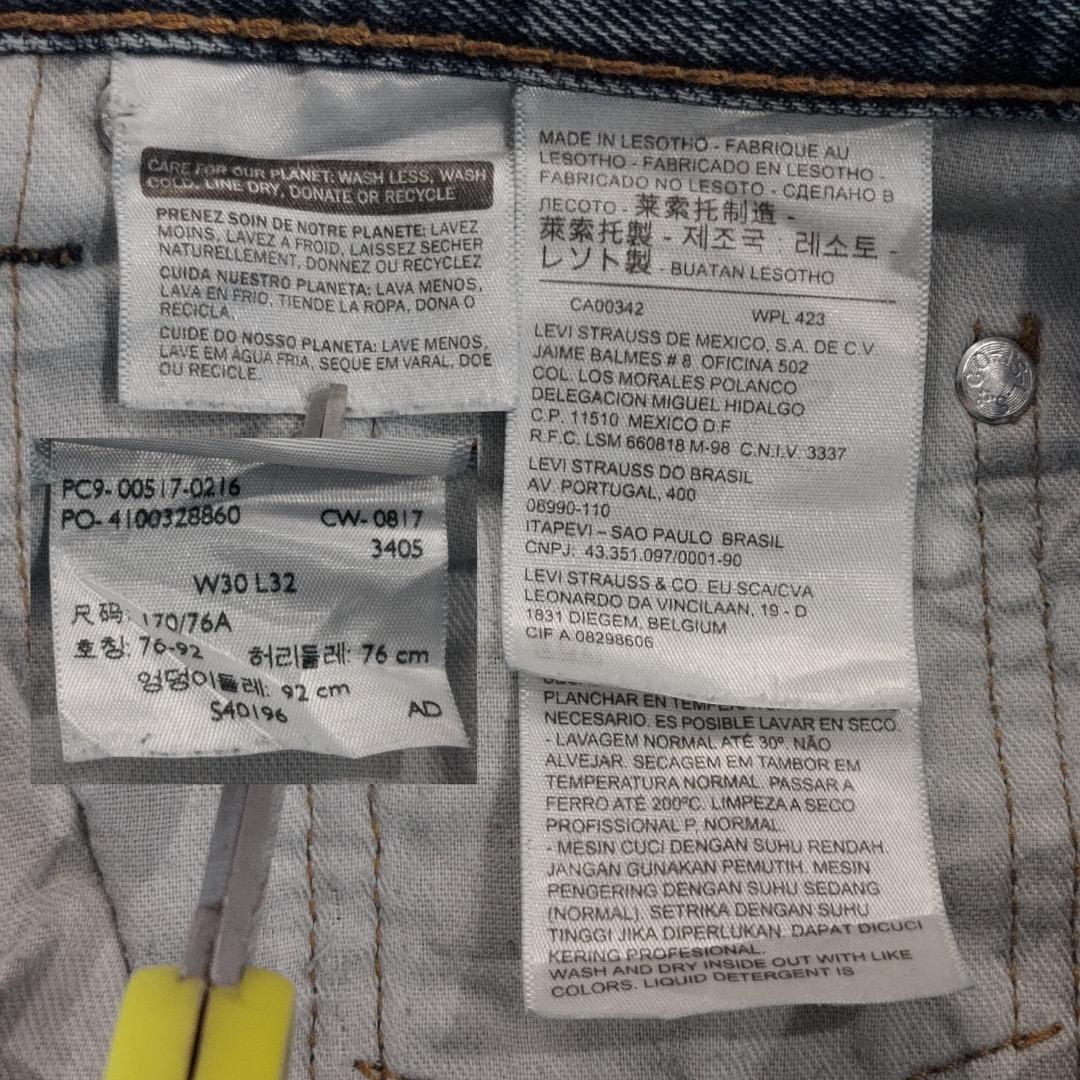 CARE FOR OUR PLANET: WASH LESS, WASH
COLD, LINE DRY, DONATE OR RECYCLE
PRENEZ SOIN DE NOTRE PLANETE: LAVEZ
MOINS, LAVEZ A FROID, LAISSEZ SECHER
NATURELLEMENT, DONNEZ OU RECYCLEZ
CUIDA NUESTRO PLANETA: LAVA MENOS,
LAVA EN FRIO, TIENDE LA ROPA, DONA O
RECICLA.
CUIDE DO NOSSO PLANETA: LAVE MENOS,
LAVE EM ÁGUA FRIA, SEQUE EM VARAL, DOE
OU RECICLE.
PC9-00517-0216
PO-4100328860 CW-0817
3405
W30 L32
尺码: 170/76A
호칭: 76-92 허리둘레: 76 cm
엉덩이둘레: 92 cm
S40196 AD
MADE IN LESOTHO - FABRIQUE AU
LESOTHO - FABRICADO EN LESOTHO -
FABRICADO NO LESOTO - СДЕЛАНО В
ЛЕСОТО - 莱索托制造 -
萊索托製 - 제조국 : 레소토 -
レソト製 - BUATAN LESOTHO
CA00342 WPL 423
LEVI STRAUSS DE MEXICO, S.A. DE C.V
JAIME BALMES # 8 OFICINA 502
COL. LOS MORALES POLANCO
DELEGACION MIGUEL HIDALGO
C.P. 11510 MEXICO D.F
R.F.C. LSM 660818 M-98 C.N.I.V. 3337
LEVI STRAUSS DO BRASIL
AV. PORTUGAL, 400
06990-110
ITAPEVI – SAO PAULO BRASIL
CNPJ: 43.351.097/0001-90
LEVI STRAUSS & CO. EU SCA/CVA
LEONARDO DA VINCILAAN, 19 - D
1831 DIEGEM, BELGIUM
CIF A 08298606
PLANCHAR EN
NECESARIO. ES POSIBLE LAVAR EN SECO.
- LAVAGEM NORMAL ATÉ 30º. NÃO
ALVEJAR. SECAGEM EM TAMBOR EM
TEMPERATURA NORMAL. PASSAR A
FERRO ATÉ 200ºC. LIMPEZA A SECO
PROFISSIONAL P, NORMAL.
- MESIN CUCI DENGAN SUHU RENDAH.
JANGAN GUNAKAN PEMUTIH. MESIN
PENGERING DENGAN SUHU SEDANG
(NORMAL). SETRIKA DENGAN SUHU
TINGGI JIKA DIPERLUKAN. DAPAT DICUCI
KERING PROFESIONAL.
WASH AND DRY INSIDE OUT WITH LIKE
COLORS. LIQUID DETERGENT IS